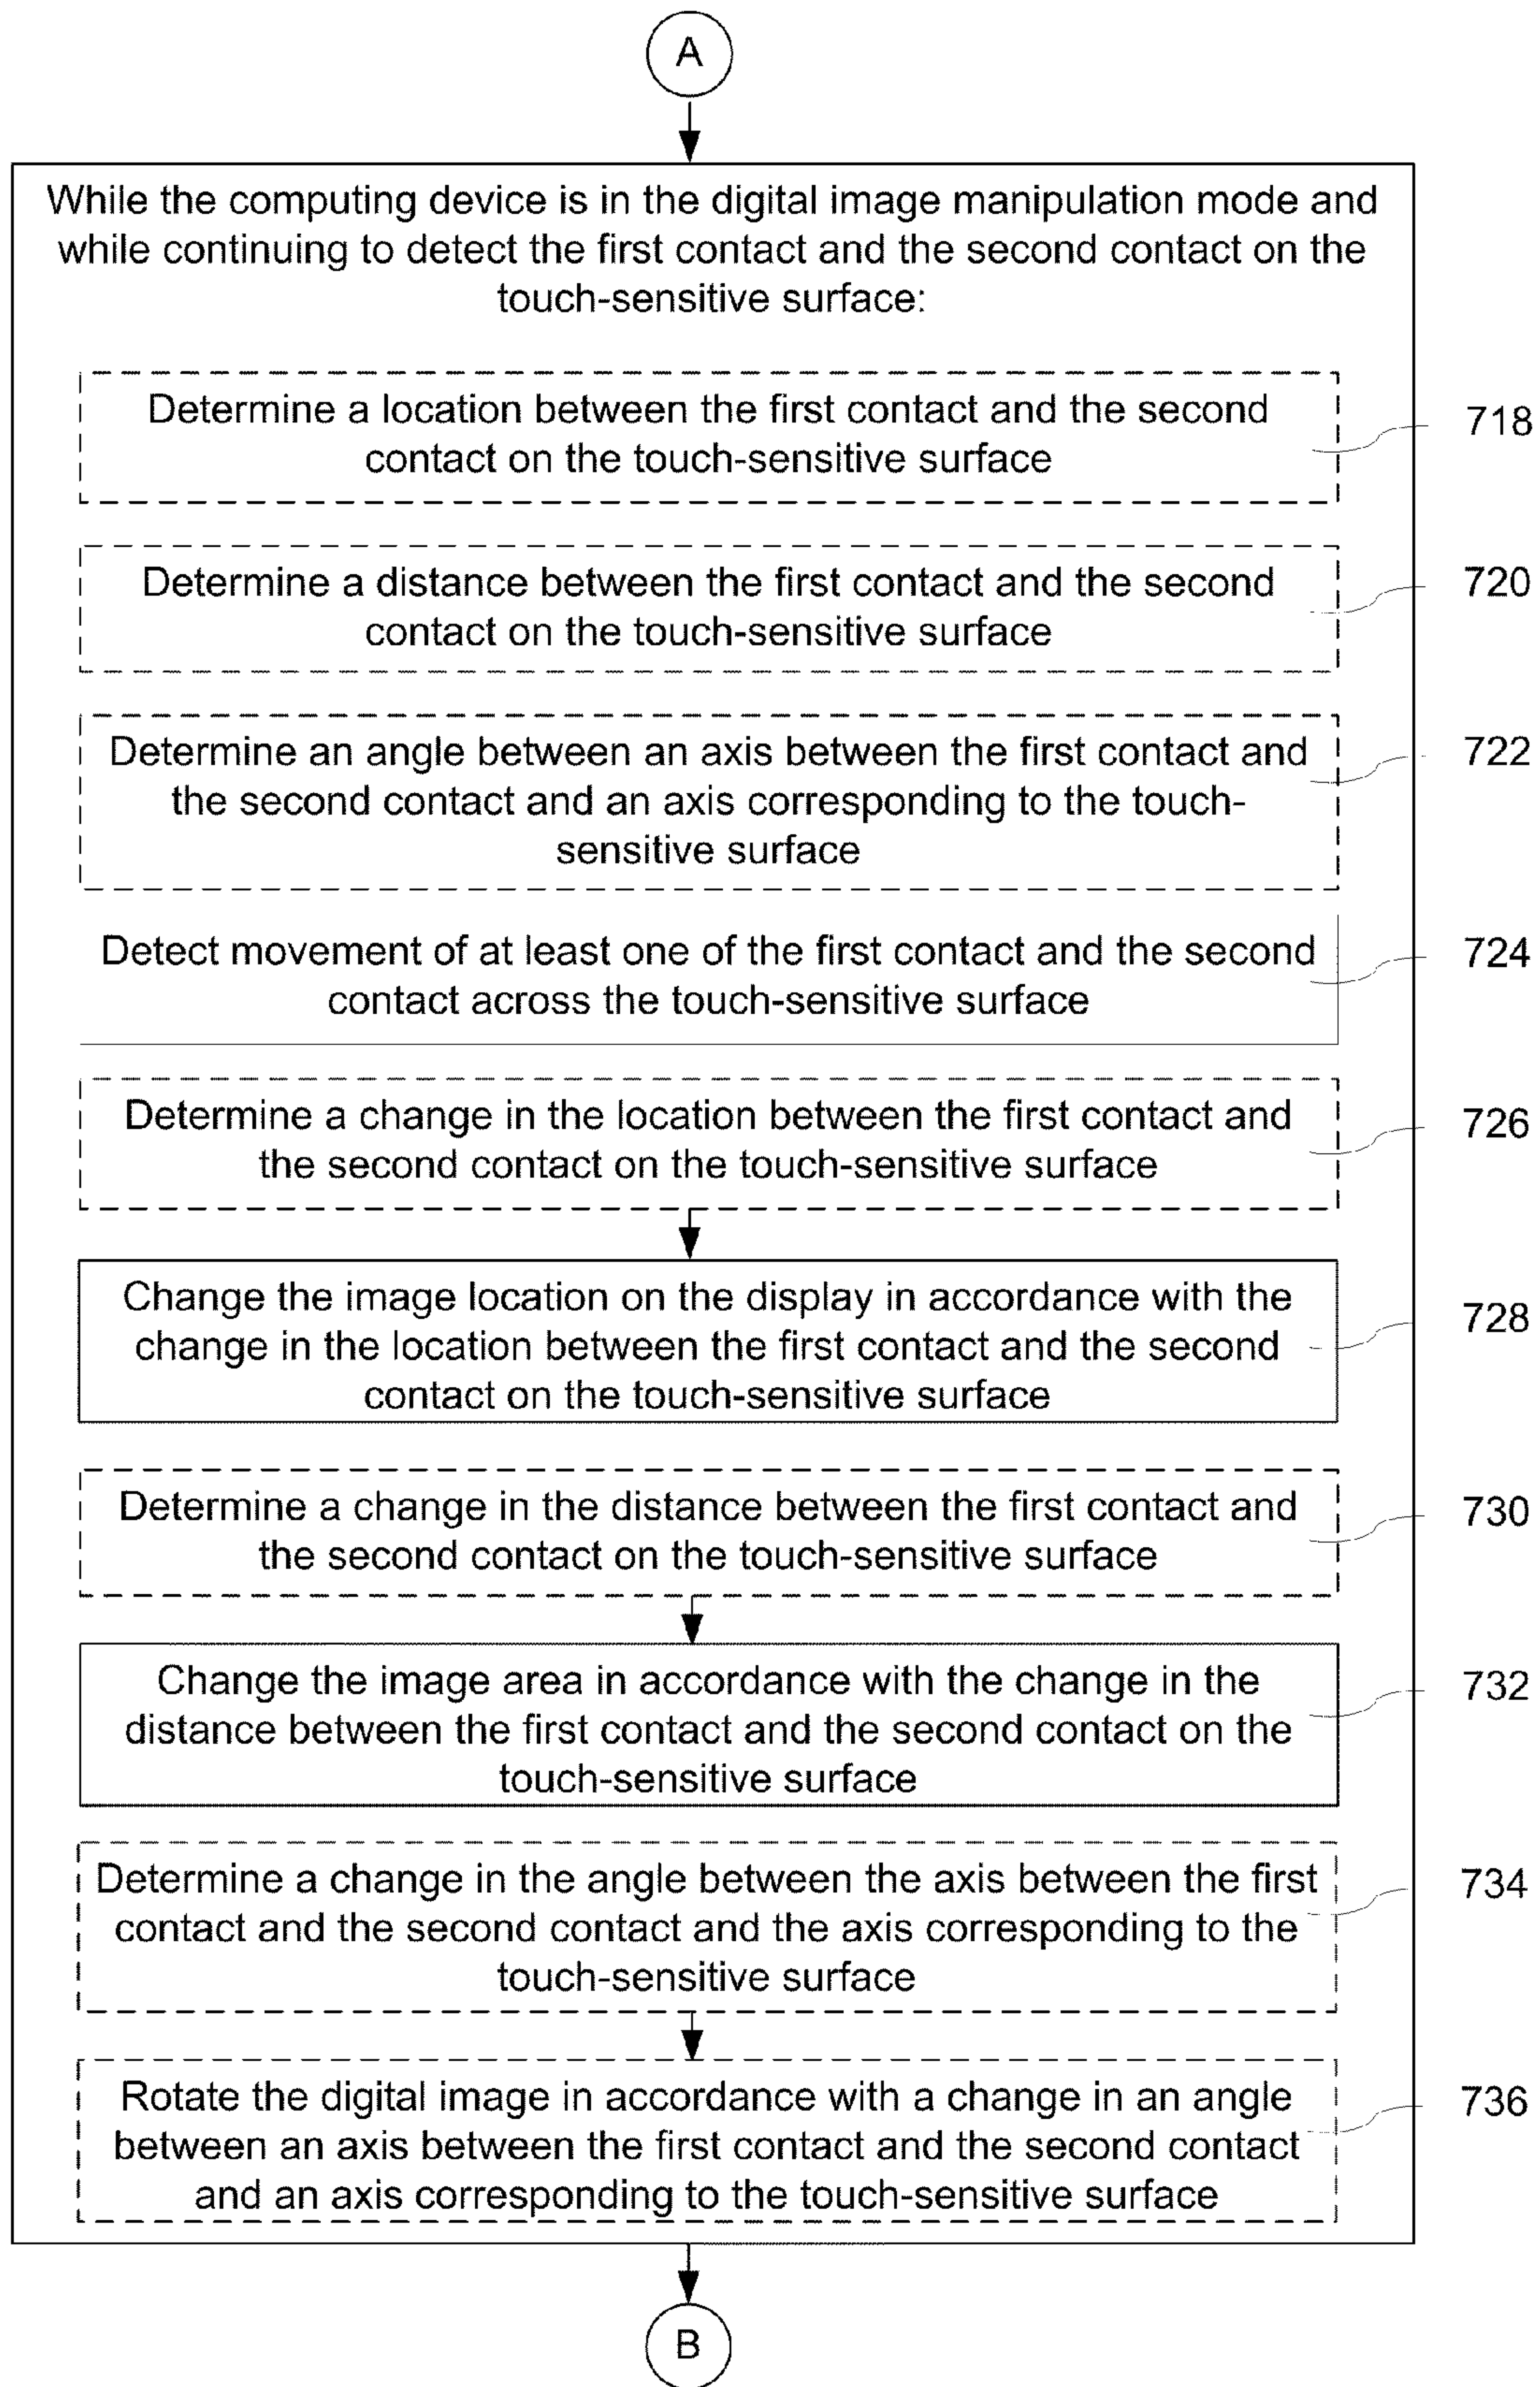 A
While the computing device is in the digital image manipulation mode and
while continuing to detect the first contact and the second contact on the
touch-sensitive surface:
Determine a location between the first contact and the second
contact on the touch-sensitive surface
718
Determine a distance between the first contact and the second
contact on the touch-sensitive surface
720
Determine an angle between an axis between the first contact and
the second contact and an axis corresponding to the touch-
sensitive surface
722
Detect movement of at least one of the first contact and the second
contact across the touch-sensitive surface
724
Determine a change in the location between the first contact and
the second contact on the touch-sensitive surface
726
Change the image location on the display in accordance with the
change in the location between the first contact and the second
contact on the touch-sensitive surface
728
Determine a change in the distance between the first contact and
the second contact on the touch-sensitive surface
730
Change the image area in accordance with the change in the
distance between the first contact and the second contact on the
touch-sensitive surface
732
Determine a change in the angle between the axis between the first
contact and the second contact and the axis corresponding to the
touch-sensitive surface
734
Rotate the digital image in accordance with a change in an angle
between an axis between the first contact and the second contact
and an axis corresponding to the touch-sensitive surface
736
B